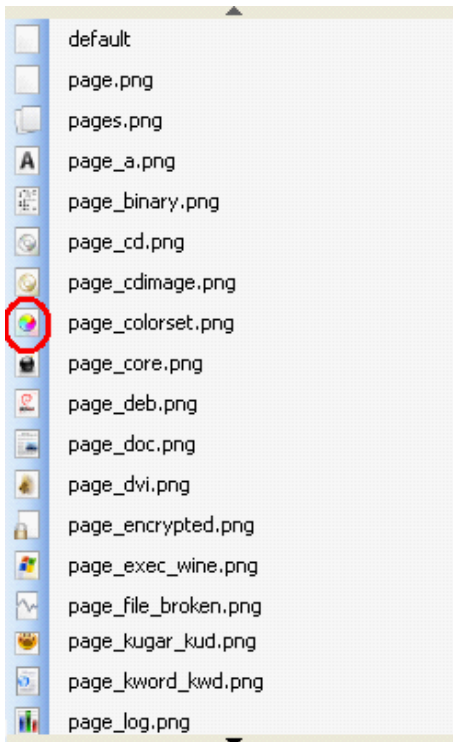 default
page.png
pages.png
page_a.png
page_binary.png
page_cd.png
page_cdimage.png
page_colorset.png
page_core.png
page_deb.png
page_doc.png
page_dvi.png
page_encrypted.png
page_exec_wine.png
page_file_broken.png
page_kugar_kud.png
page_kword_kwd.png
page_log.png